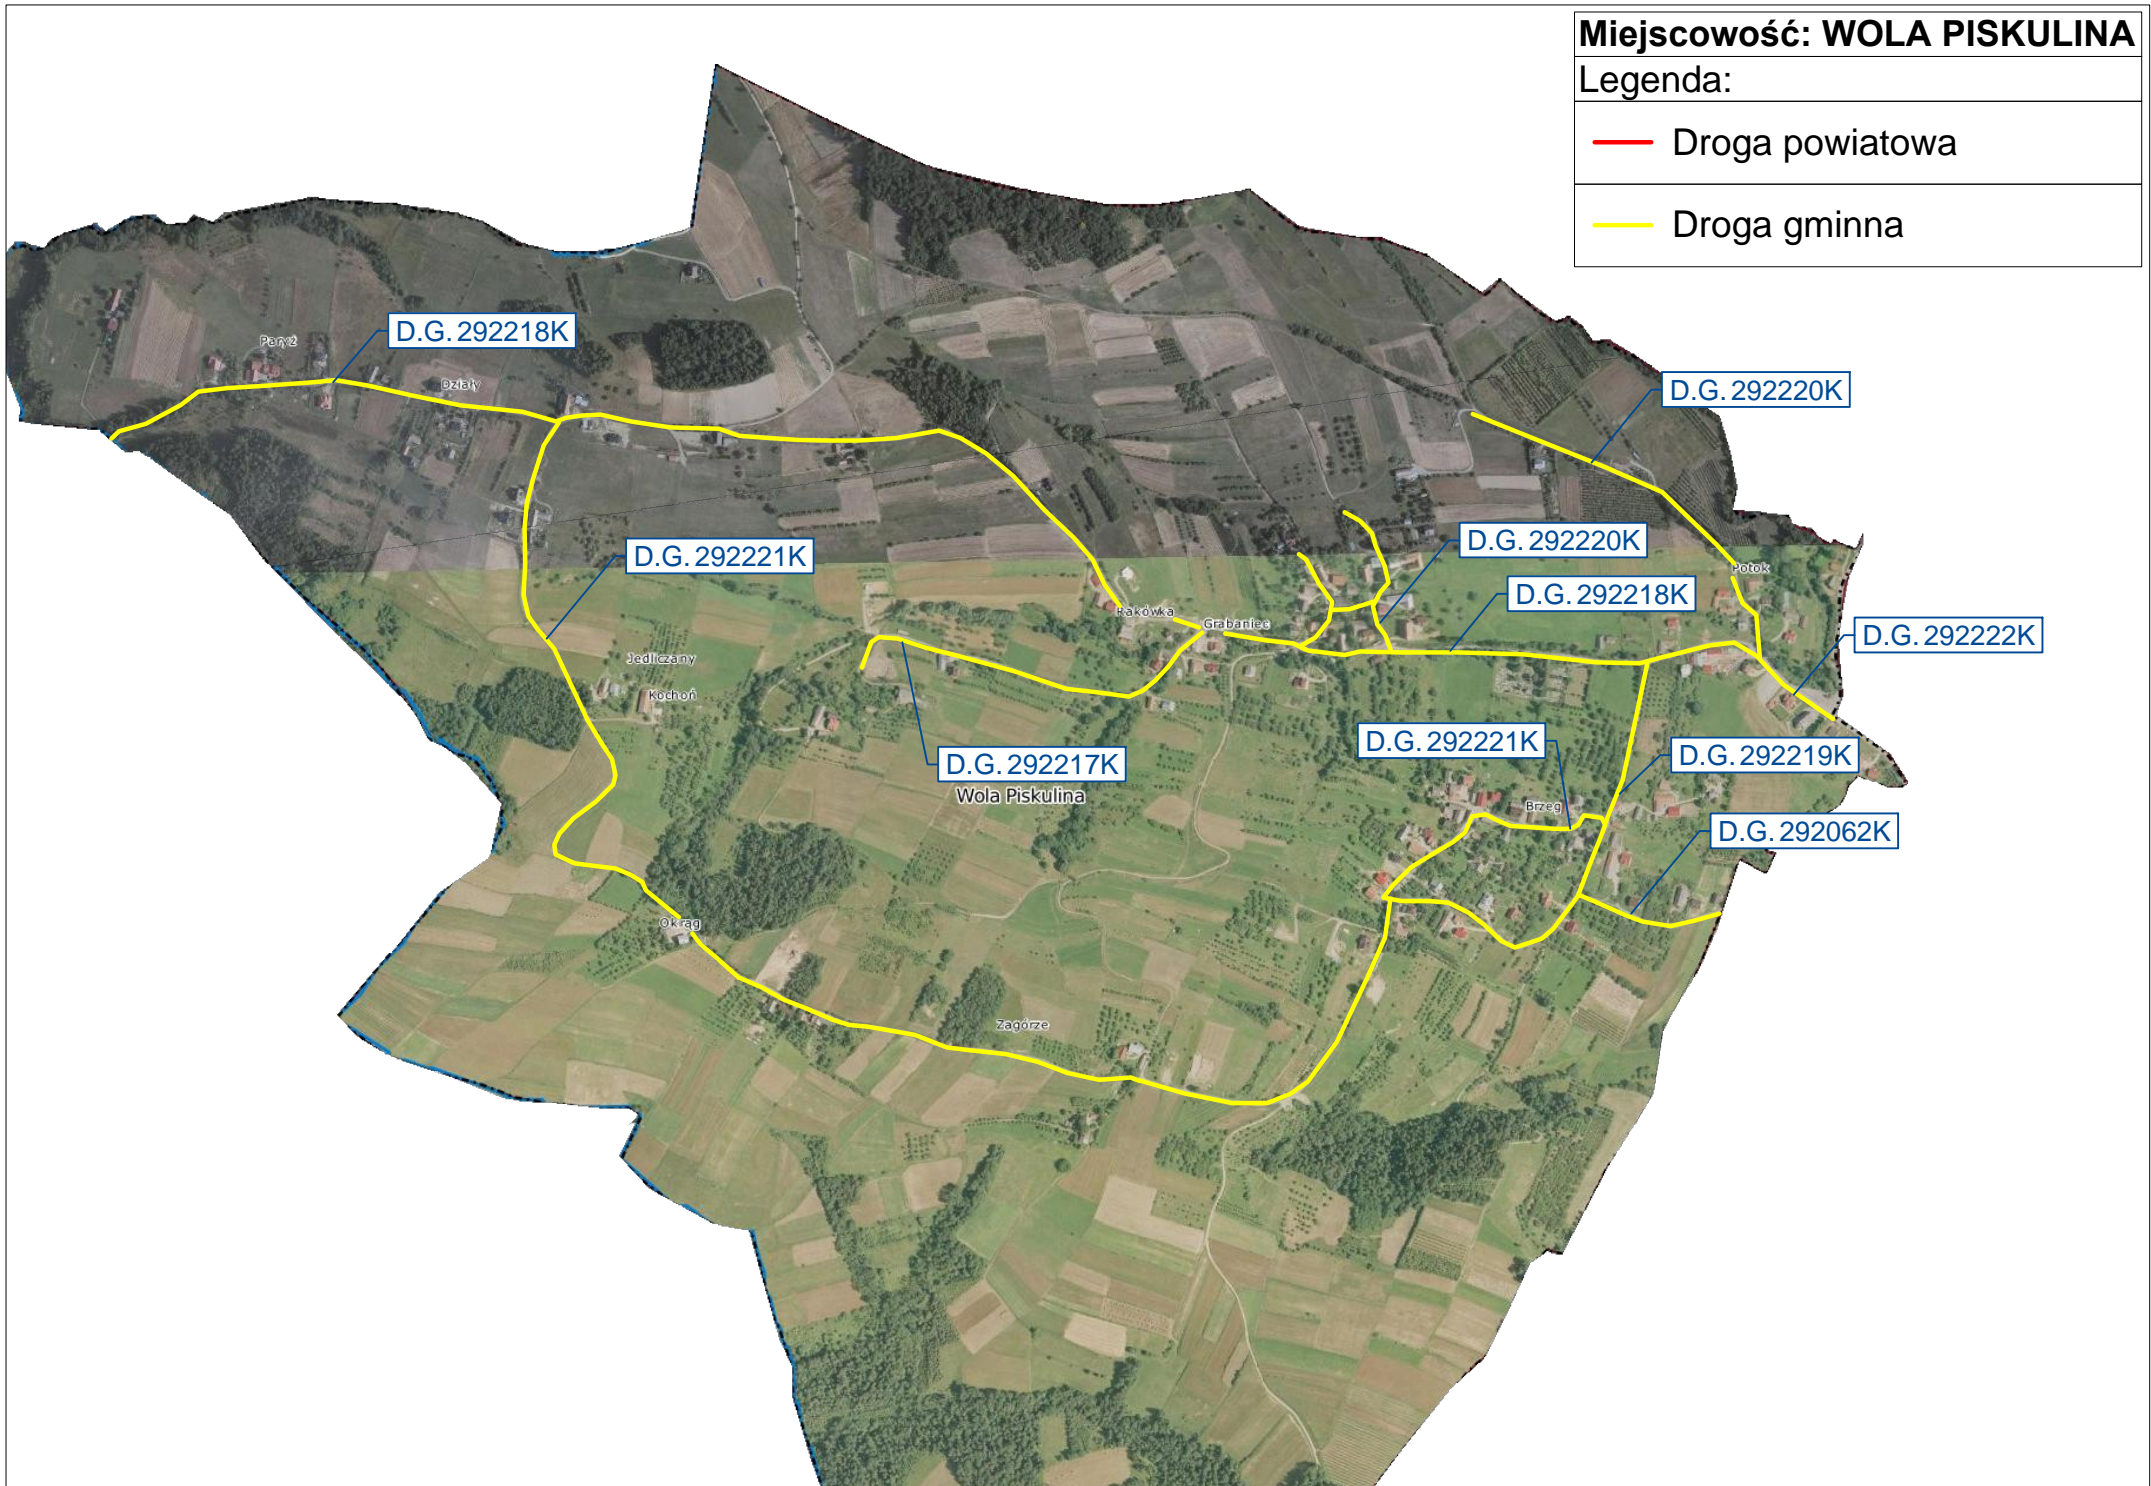 Miejscowość: WOLA PISKULINA
Legenda:
Droga powiatowa
Droga gminna
D.G. 292218K
Paryż
Działy
D.G. 292220K
D.G. 292221K
D.G. 292220K
Potok
D.G. 292218K
Rakówka
Grabaniec
D.G. 292222K
Jedliczany
Kochoń
D.G. 292221K
D.G. 292219K
D.G. 292217K
Wola Piskulina
Brzeg
D.G. 292062K
Okrąg
Zagórze